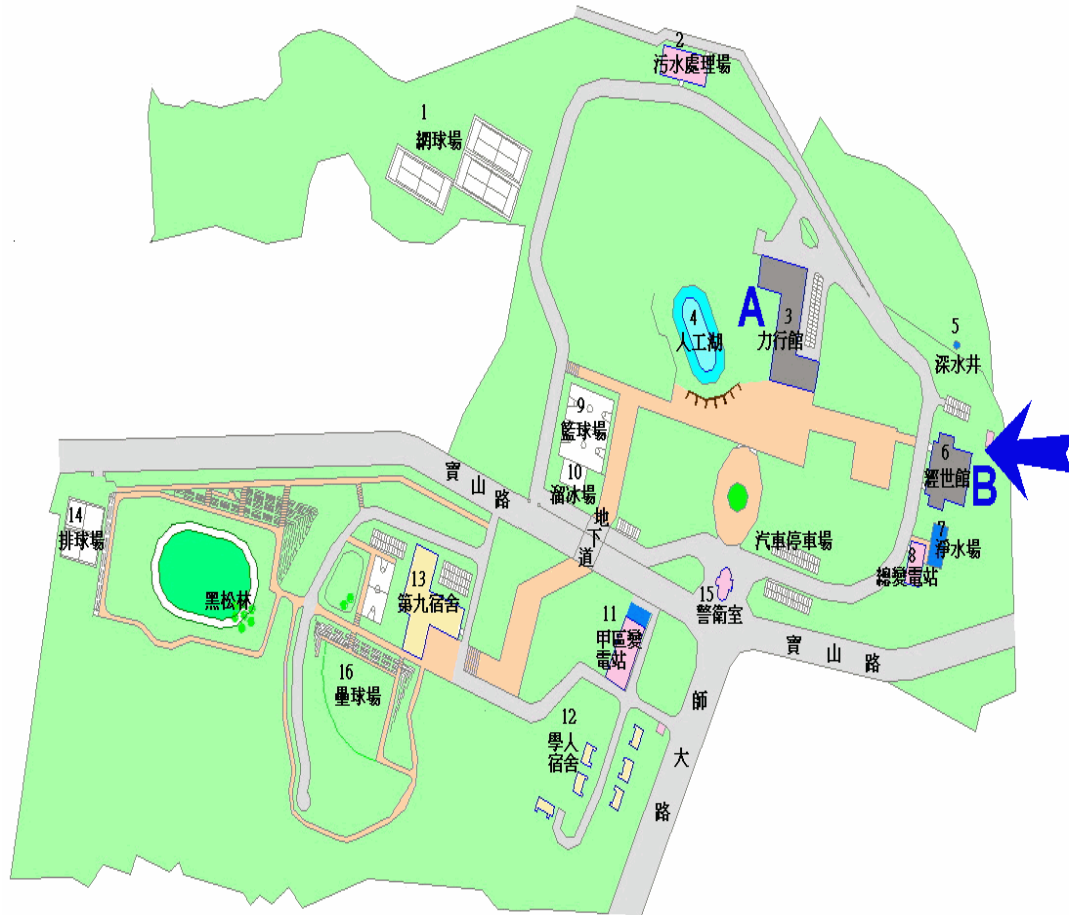 1
網球場
2
污水處理場
A
3
力行館
4
人工湖
5
深水井
6
經世館
B
7
淨水場
8
總變電站
9
籃球場
10
溜冰場
地下道
寶山路
汽車停車場
11
甲區變
電站
12
學人
宿舍
13
第九宿舍
14
排球場
黑松林
15
警衛室
16
壘球場
寶山路
師大路